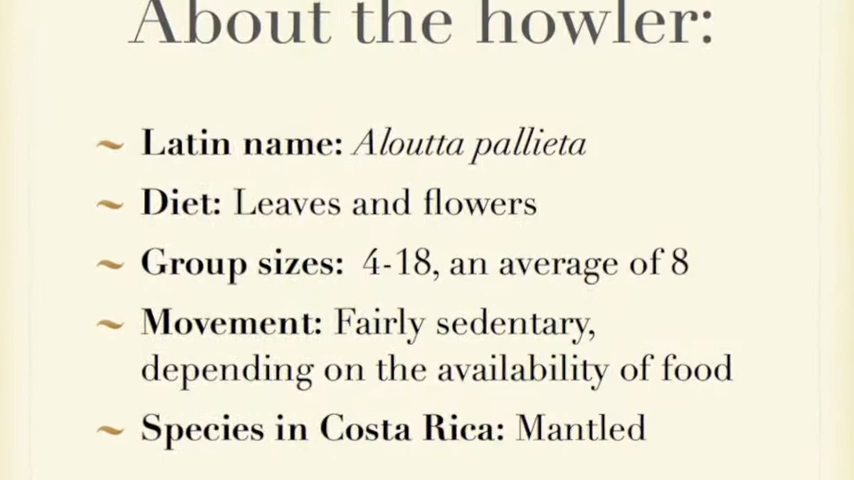 About the howler:
~ Latin name: Aloutta pallieta
~ Diet: Leaves and flowers
~ Group sizes: 4-18, an average of 8
~ Movement: Fairly sedentary,
depending on the availability of food
~ Species in Costa Rica: Mantled